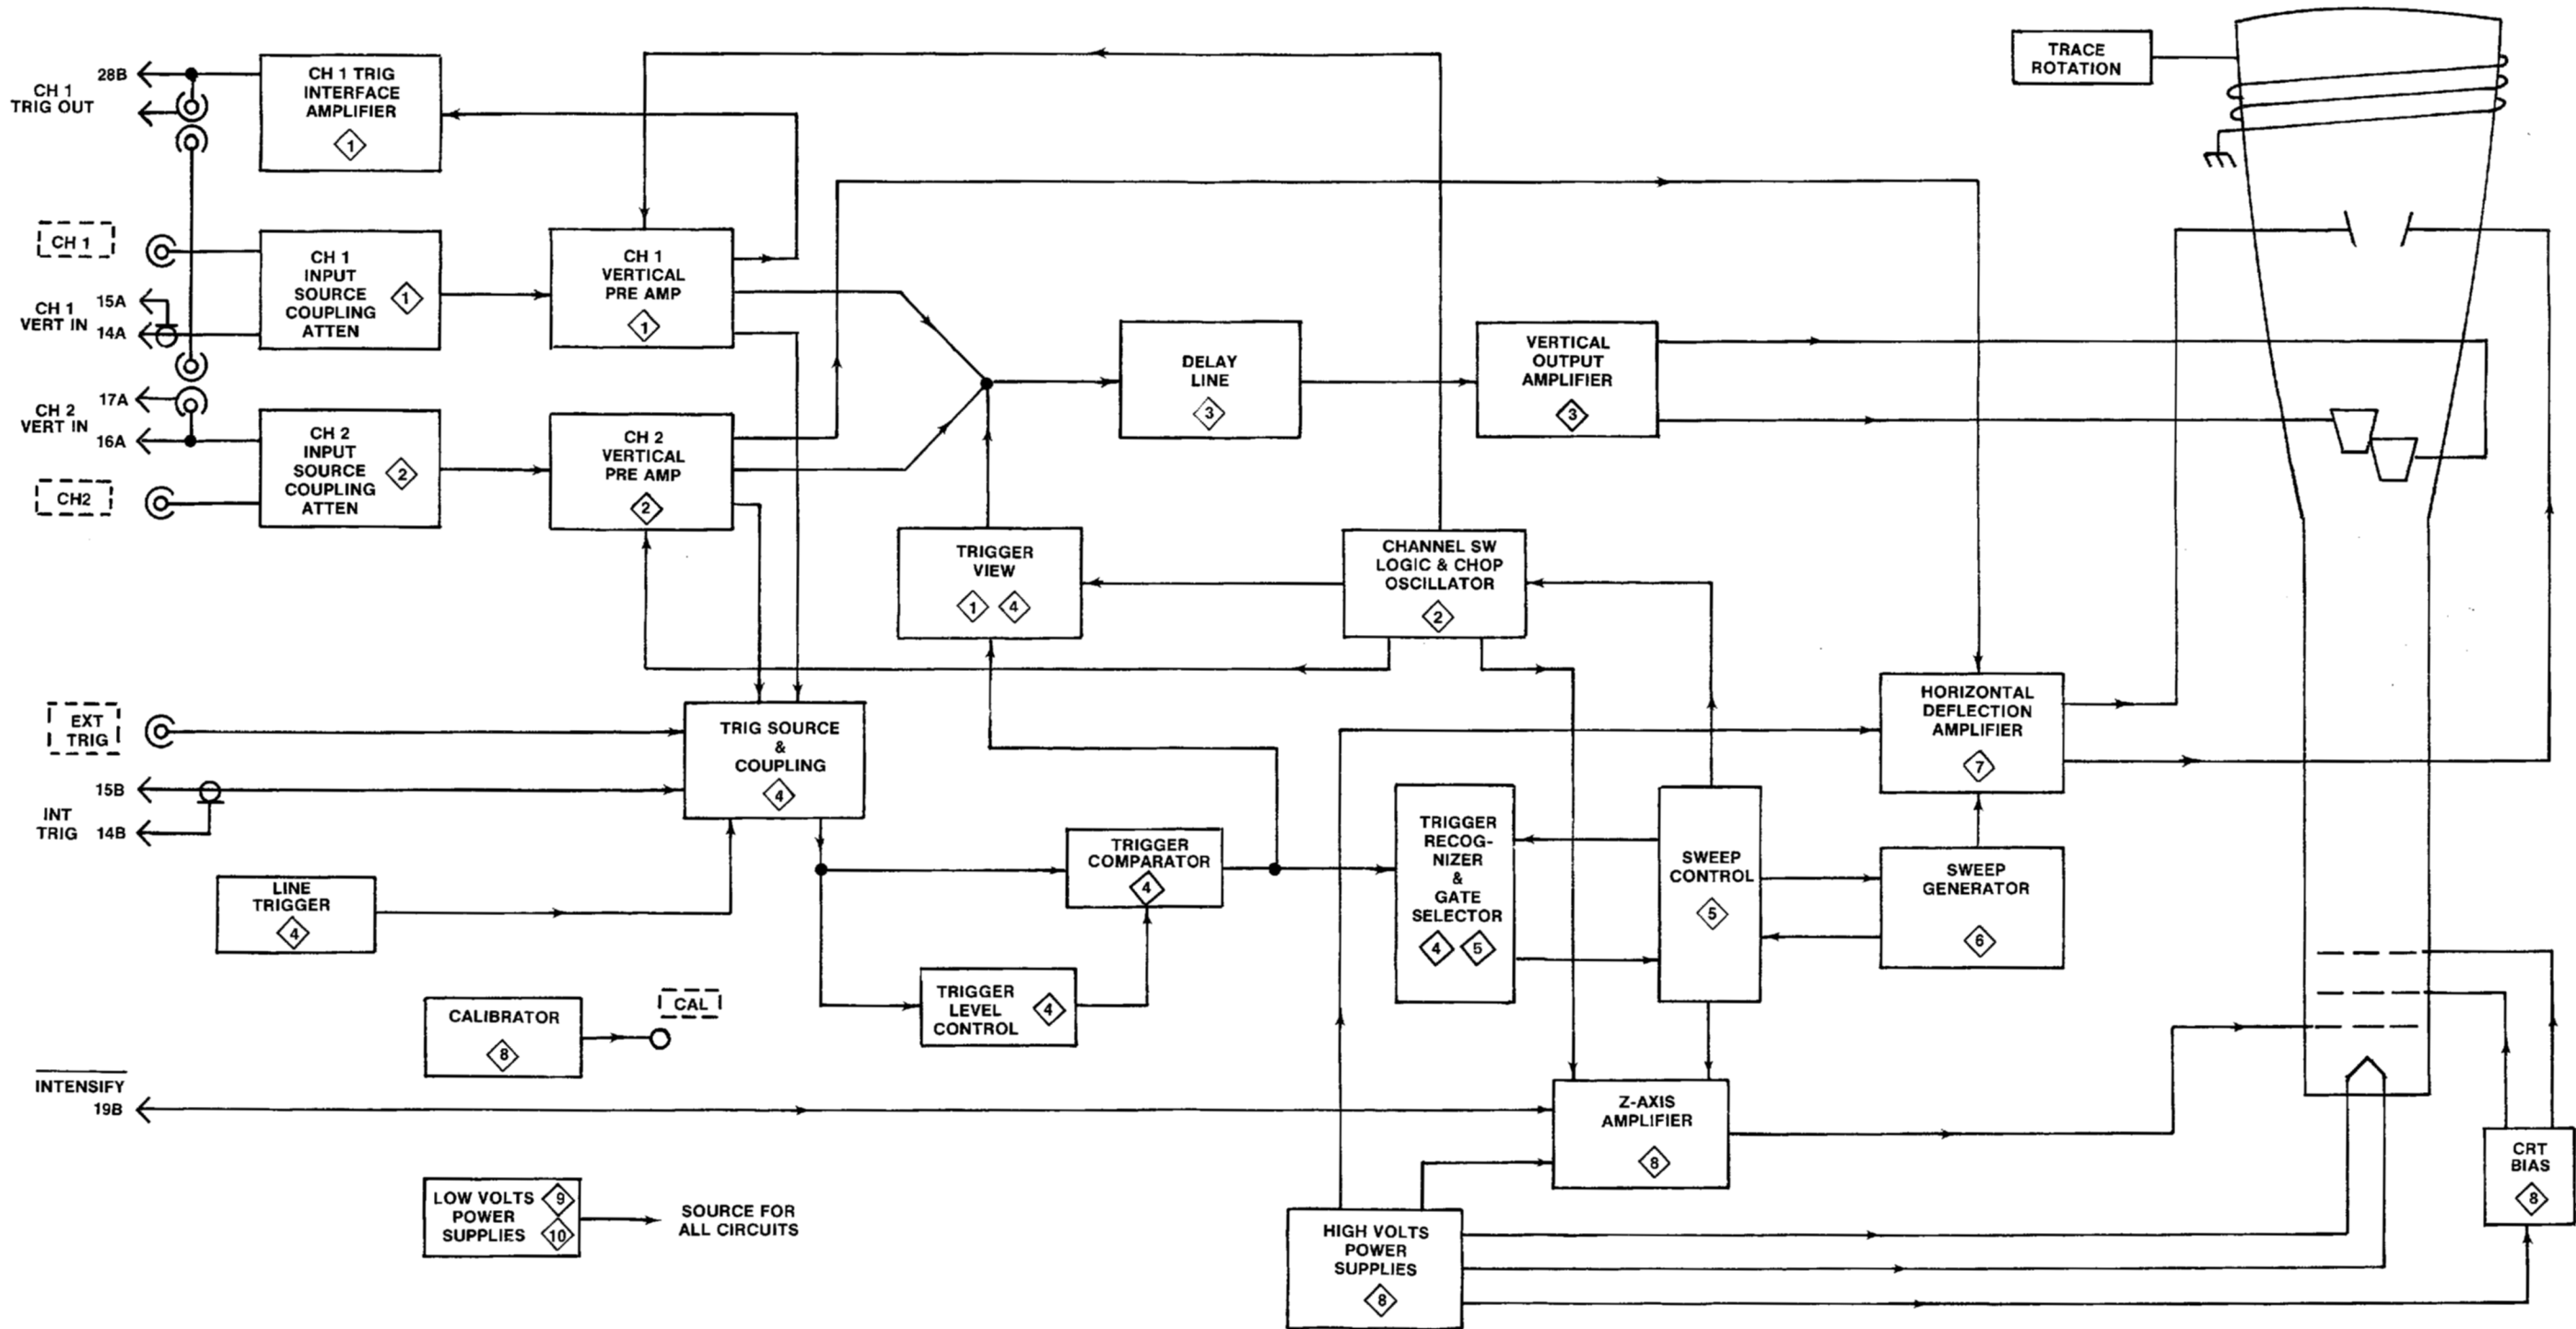 28B
CH 1
TRIG OUT
CH 1 TRIG
INTERFACE
AMPLIFIER
1
TRACE
ROTATION
CH 1
15A
CH 1
VERT IN
14A
CH 1
INPUT
SOURCE
COUPLING
ATTEN
1
CH 1
VERTICAL
PRE AMP
1
17A
CH 2
VERT IN
16A
CH2
CH 2
INPUT
SOURCE
COUPLING
ATTEN
2
CH 2
VERTICAL
PRE AMP
2
DELAY
LINE
3
VERTICAL
OUTPUT
AMPLIFIER
3
TRIGGER
VIEW
1 4
CHANNEL SW
LOGIC & CHOP
OSCILLATOR
2
EXT
TRIG
15B
INT
TRIG
14B
TRIG SOURCE
&
COUPLING
4
HORIZONTAL
DEFLECTION
AMPLIFIER
7
LINE
TRIGGER
4
TRIGGER
COMPARATOR
4
TRIGGER
RECOG-
NIZER
&
GATE
SELECTOR
4 5
SWEEP
CONTROL
5
SWEEP
GENERATOR
6
CALIBRATOR
8
CAL
TRIGGER
LEVEL
CONTROL
4
INTENSIFY
19B
Z-AXIS
AMPLIFIER
8
CRT
BIAS
8
LOW VOLTS
POWER
SUPPLIES
9
10
SOURCE FOR
ALL CIRCUITS
HIGH VOLTS
POWER
SUPPLIES
8